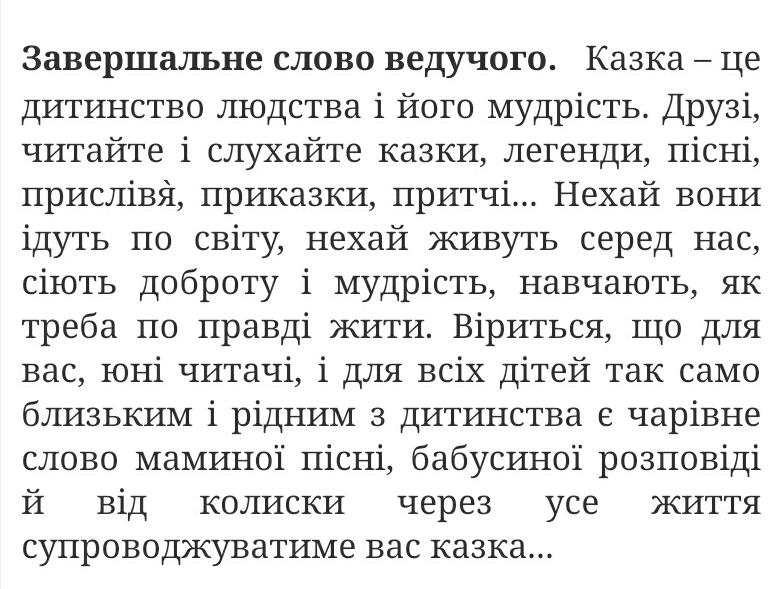 Завершальне слово ведучого. Казка – це
дитинство людства і його мудрість. Друзі,
читайте і слухайте казки, легенди, пісні,
прислівя̀, приказки, притчі... Нехай вони
ідуть по світу, нехай живуть серед нас,
сіють доброту і мудрість, навчають, як
треба по правді жити. Віриться, що для
вас, юні читачі, і для всіх дітей так само
близьким і рідним з дитинства є чарівне
слово маминої пісні, бабусиної розповіді
й від колиски через усе життя
супроводжуватиме вас казка...